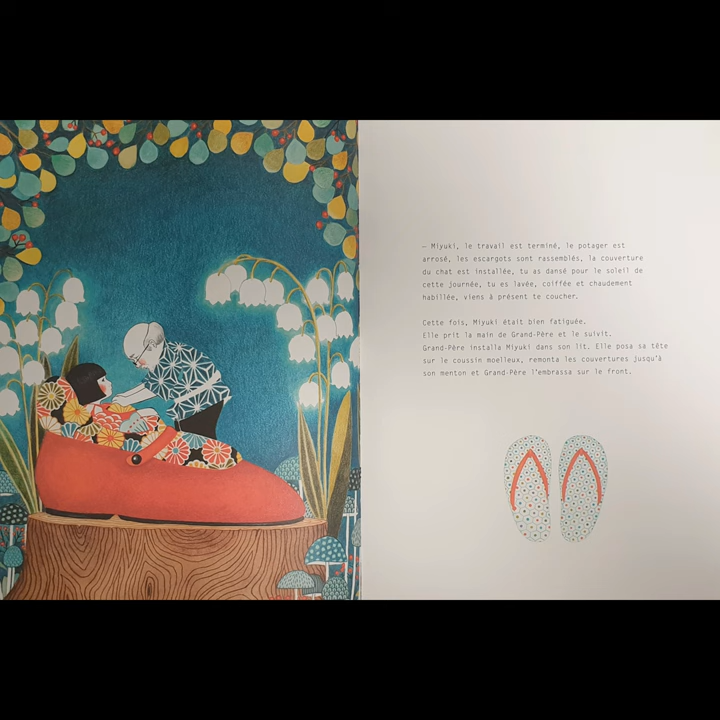 — Miyuki, le travail est terminé, le potager est
arrosé, les escargots sont rassemblés, la couverture
du chat est installée, tu as dansé pour le soleil de
cette journée, tu es lavée, coiffée et chaudement
habillée, viens à présent te coucher.
Cette fois, Miyuki était bien fatiguée.
Elle prit la main de Grand-Père et le suivit.
Grand-Père installa Miyuki dans son lit. Elle posa sa tête
sur le coussin moelleux, remonta les couvertures jusqu'à
son menton et Grand-Père l'embrassa sur le front.